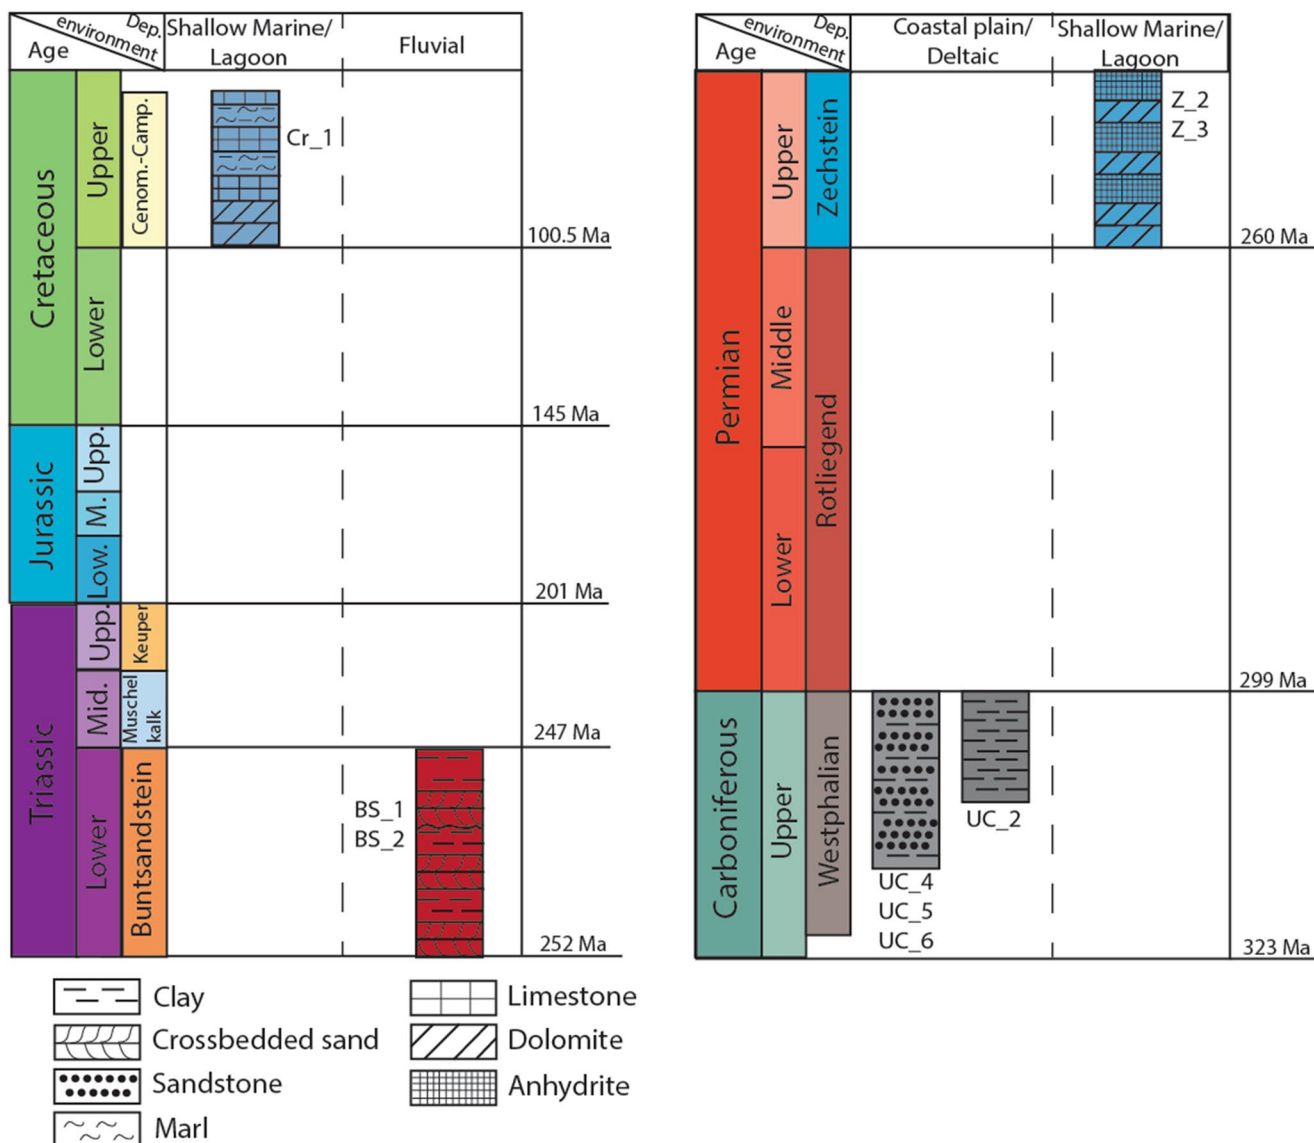 Dep.
environment
Age
Shallow Marine/
Lagoon
Fluvial
Cretaceous
Upper
Cenom.-Camp.
Cr_1
100.5 Ma
Lower
145 Ma
Jurassic
Upp.
M.
Low.
201 Ma
Triassic
Upp.
Keuper
Mid.
Muschel
kalk
247 Ma
Lower
Buntsandstein
BS_1
BS_2
252 Ma
Dep.
environment
Age
Coastal plain/
Deltaic
Shallow Marine/
Lagoon
Permian
Upper
Zechstein
Z_2
Z_3
260 Ma
Middle
Rotliegend
Lower
299 Ma
Carboniferous
Upper
Westphalian
UC_2
UC_4
UC_5
UC_6
323 Ma
Clay
Crossbedded sand
Sandstone
Marl
Limestone
Dolomite
Anhydrite